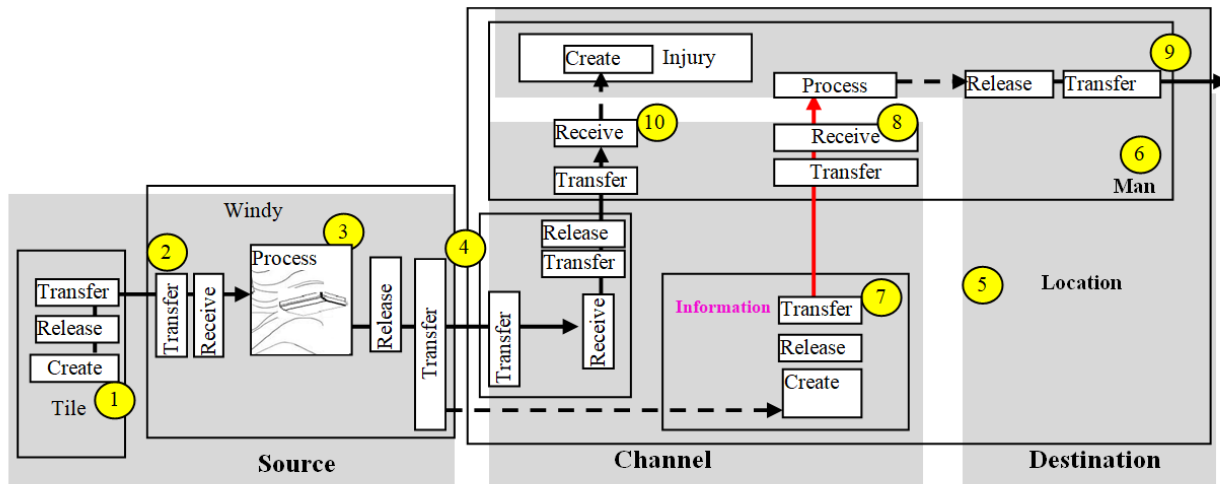 9
Create
Injury
Process
Release
Transfer
Receive
10
8
Receive
Transfer
Transfer
6
Man
Windy
2
3
4
Process
Release
Transfer
Transfer
Release
Create
1
Tile
Transfer
Receive
Release
Transfer
Transfer
Receive
5
Location
Information
Transfer
7
Release
Create
Source
Channel
Destination